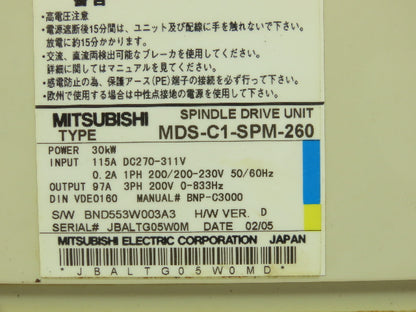 警告
・高電圧注意
・電源遮断後15分間は、ユニット及び配線に手を触れないで下さい。
放電に約15分かかります。
・交流、直流両検出可能なブレーカを使用してください。
詳細に関してはマニュアルを見てください。
・感電防止の為、保護アース(PE)端子の接続を必ず行って下さい。
・欧州で使用する場合は中性点接地の電源を使用下さい。
MITSUBISHI SPINDLE DRIVE UNIT
TYPE MDS-C1-SPM-260
POWER 30kW
INPUT 115A DC270-311V
0.2A 1PH 200/200-230V 50/60Hz
OUTPUT 97A 3PH 200V 0-833Hz
DIN VDE0160 MANUAL# BNP-C3000
S/W BND553W003A3 H/W VER. D
SERIAL# JBALTG05W0M DATE 02/05
MITSUBISHI ELECTRIC CORPORATION JAPAN
*JBALTG05W0MD*